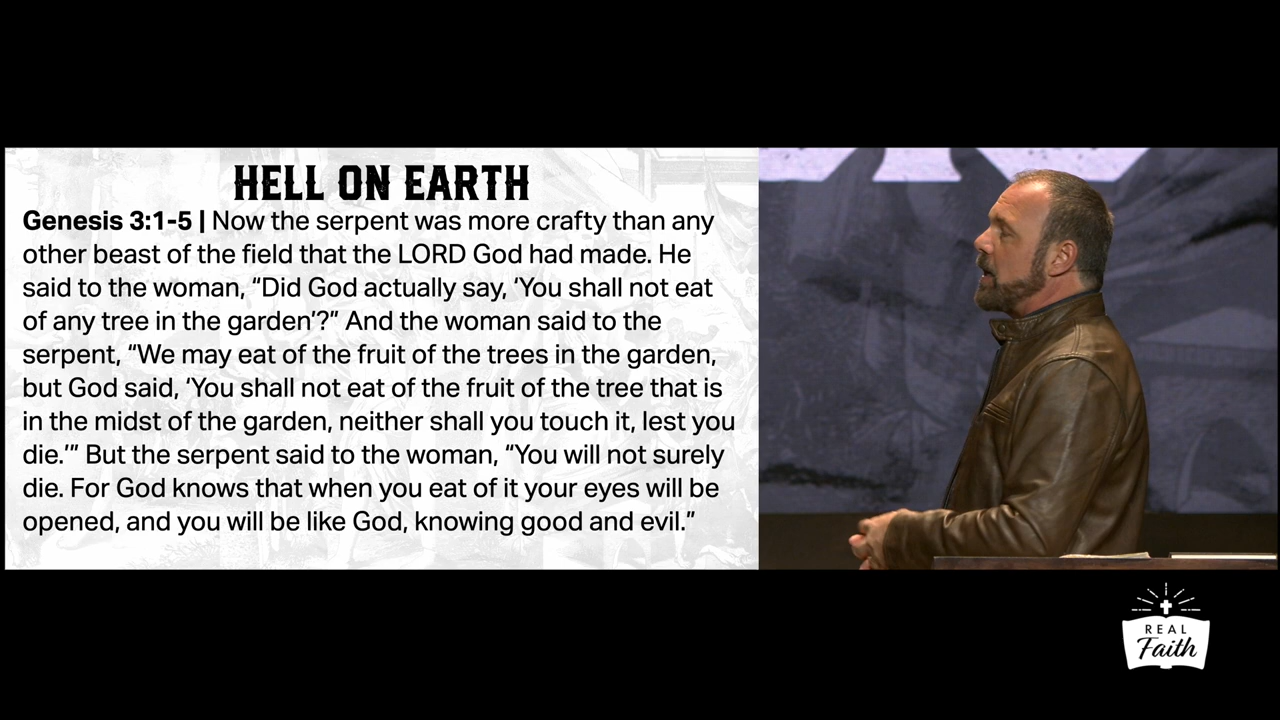 HELL ON EARTH
Genesis 3:1-5 | Now the serpent was more crafty than any
other beast of the field that the LORD God had made. He
said to the woman, “Did God actually say, ‘You shall not eat
of any tree in the garden’?” And the woman said to the
serpent, “We may eat of the fruit of the trees in the garden,
but God said, ‘You shall not eat of the fruit of the tree that is
in the midst of the garden, neither shall you touch it, lest you
die.’” But the serpent said to the woman, “You will not surely
die. For God knows that when you eat of it your eyes will be
opened, and you will be like God, knowing good and evil.”
REAL
Faith